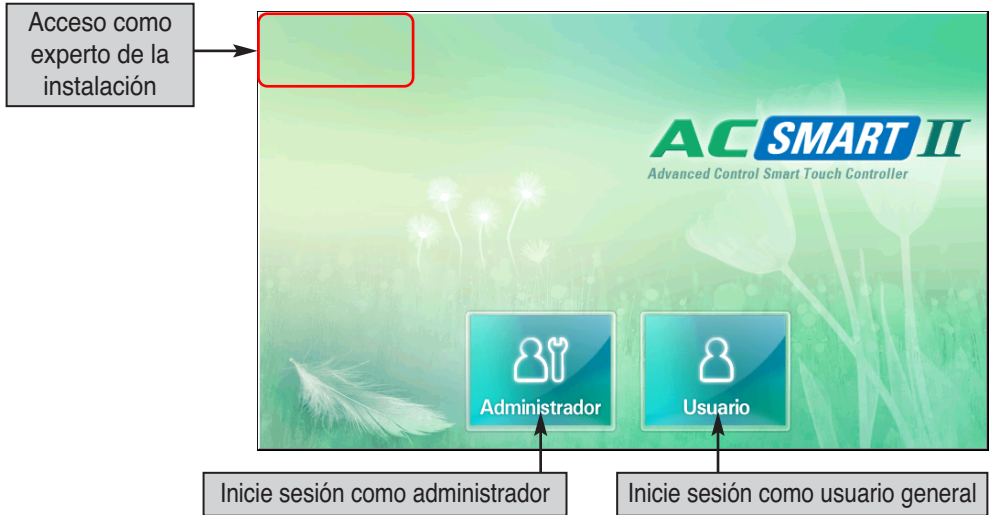 Acceso como
experto de la
instalación
AC SMART II
Advanced Control Smart Touch Controller
Administrador
Usuario
Inicie sesión como administrador
Inicie sesión como usuario general